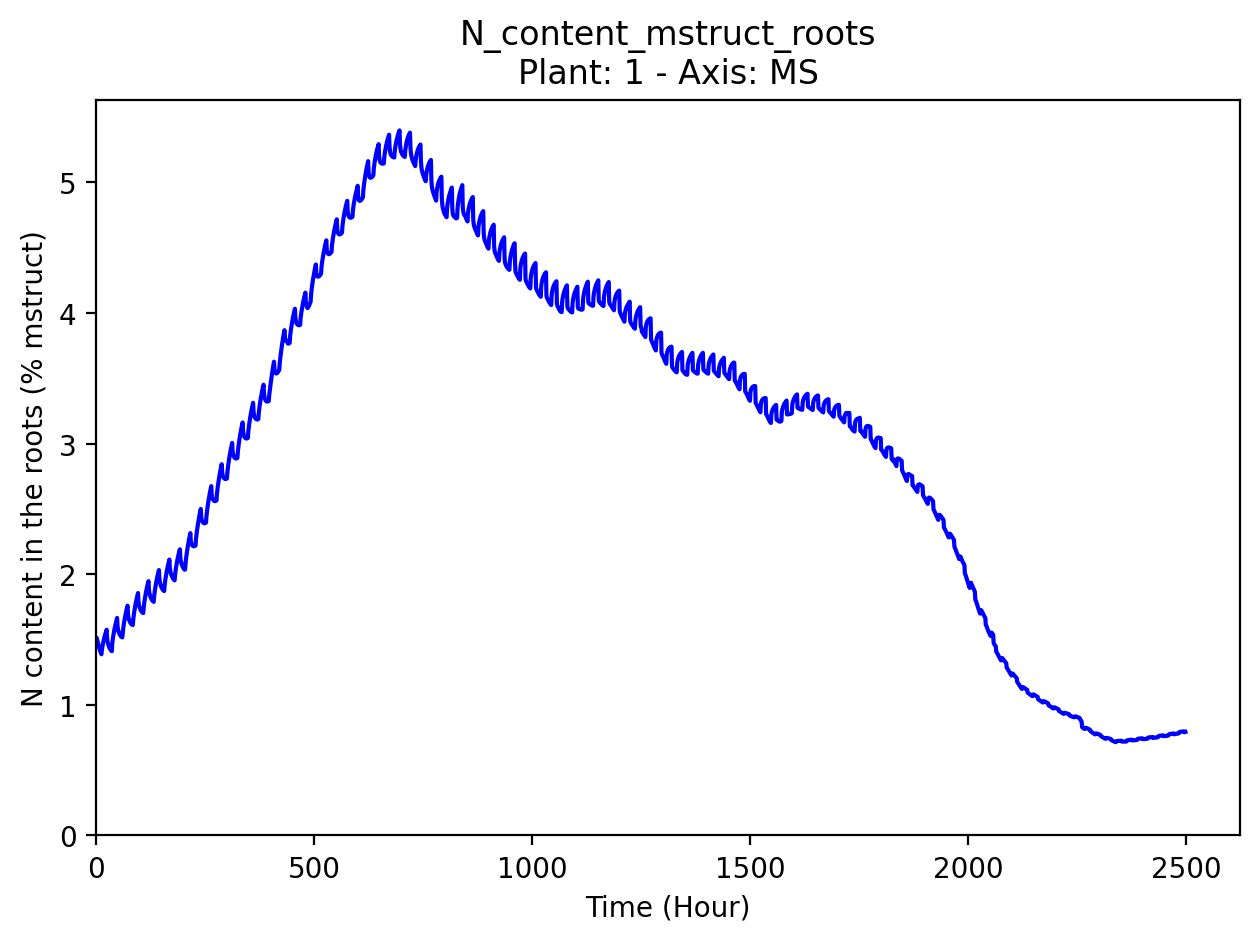 N_content_mstruct_roots
Plant: 1 - Axis: MS
N content in the roots (% mstruct)
5
4
3
2
1
0
0 500 1000 1500 2000 2500
Time (Hour)